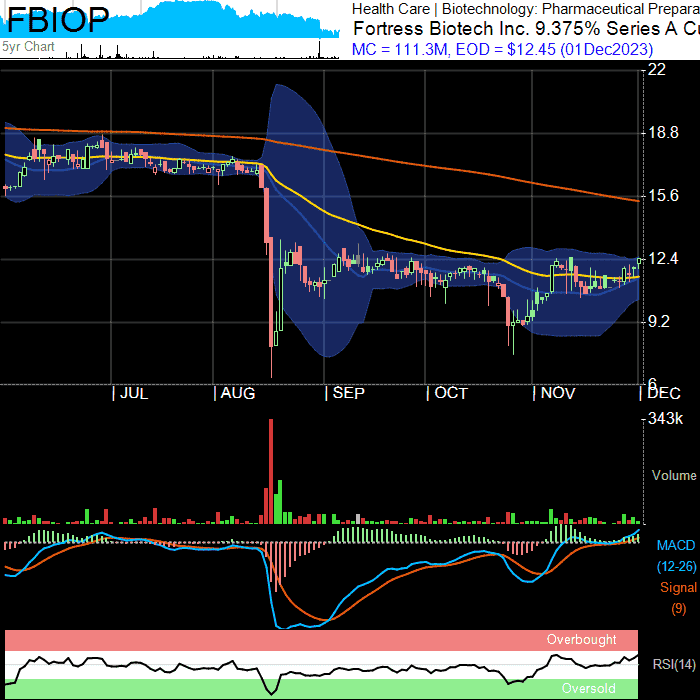 FBIOP
5yr Chart
Health Care | Biotechnology: Pharmaceutical Prepara
Fortress Biotech Inc. 9.375% Series A Cu
MC = 111.3M, EOD = $12.45 (01Dec2023)
22
18.8
15.6
12.4
9.2
6
| JUL | AUG | SEP | OCT | NOV | DEC
343k
Volume
MACD
(12-26)
Signal
(9)
Overbought
RSI(14)
Oversold